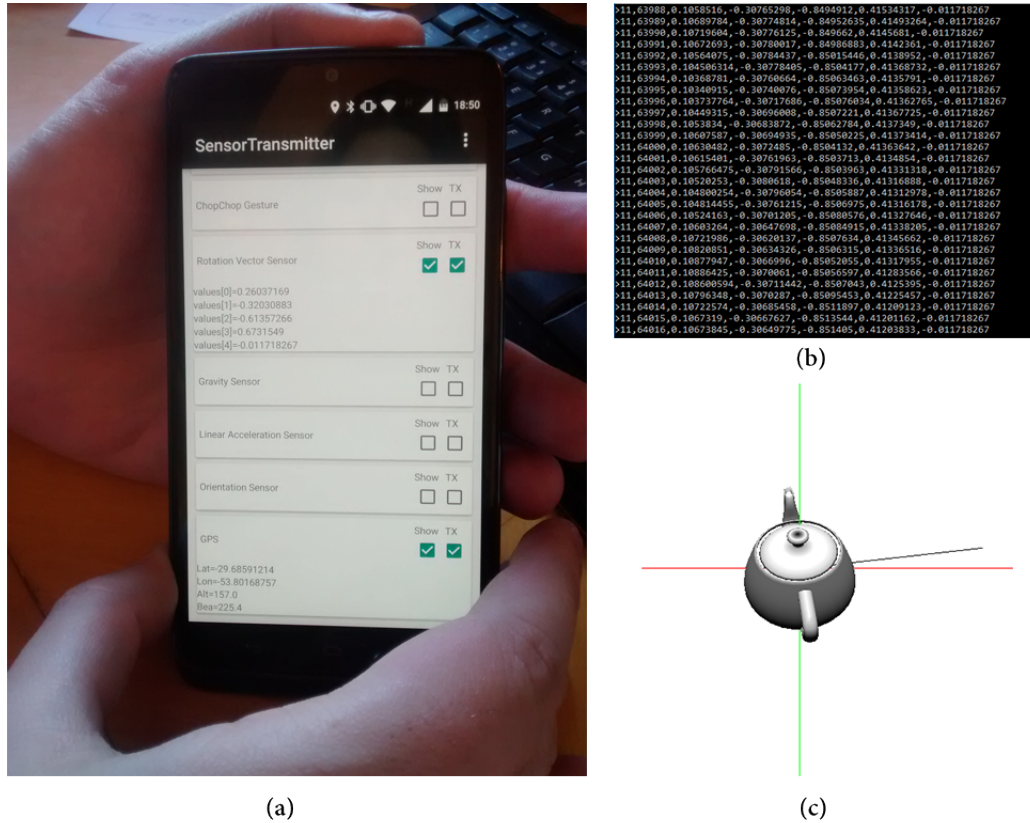 18:50
SensorTransmitter
Show TX
ChopChop Gesture
Show TX
Rotation Vector Sensor
values[0]=0.26037169
values[1]=-0.32030883
values[2]=-0.61357266
values[3]=0.6731549
values[4]=-0.011718267
Show TX
Gravity Sensor
Show TX
Linear Acceleration Sensor
Show TX
Orientation Sensor
Show TX
GPS
Lat=-29.68591214
Lon=-53.80168757
Alt=157.0
Bea=225.4
(a)
>11,63988,0.1058516,-0.30765298,-0.8494912,0.41534317,-0.011718267
>11,63989,0.10689784,-0.30774814,-0.84952635,0.41493264,-0.011718267
>11,63990,0.10719604,-0.30776125,-0.849662,0.4145681,-0.011718267
>11,63991,0.10672693,-0.30780017,-0.84986883,0.4142361,-0.011718267
>11,63992,0.10564075,-0.30784437,-0.85015446,0.4138952,-0.011718267
>11,63993,0.104506314,-0.30778405,-0.8504177,0.41368732,-0.011718267
>11,63994,0.10368781,-0.30760664,-0.85063463,0.4135791,-0.011718267
>11,63995,0.10340915,-0.30740076,-0.85073954,0.41358623,-0.011718267
>11,63996,0.103737764,-0.30717686,-0.85076034,0.41362765,-0.011718267
>11,63997,0.10449315,-0.30696008,-0.8507221,0.41367725,-0.011718267
>11,63998,0.1053834,-0.30683872,-0.85062784,0.4137349,-0.011718267
>11,63999,0.10607587,-0.30694935,-0.85050225,0.41373414,-0.011718267
>11,64000,0.10630482,-0.3072485,-0.8504132,0.41363642,-0.011718267
>11,64001,0.10615401,-0.30761963,-0.8503713,0.4134854,-0.011718267
>11,64002,0.105766475,-0.30791566,-0.8503963,0.41331318,-0.011718267
>11,64003,0.10520253,-0.3080618,-0.85048336,0.41316888,-0.011718267
>11,64004,0.104800254,-0.30796054,-0.8505887,0.41312978,-0.011718267
>11,64005,0.104814455,-0.30761215,-0.8506975,0.41316178,-0.011718267
>11,64006,0.10524163,-0.30701205,-0.85080576,0.41327646,-0.011718267
>11,64007,0.10603264,-0.30647698,-0.85084915,0.41338205,-0.011718267
>11,64008,0.10721986,-0.30620137,-0.8507634,0.41345662,-0.011718267
>11,64009,0.10820851,-0.30634326,-0.8506315,0.41336516,-0.011718267
>11,64010,0.10877947,-0.3066996,-0.85052055,0.41317955,-0.011718267
>11,64011,0.10886425,-0.3070061,-0.85056597,0.41283566,-0.011718267
>11,64012,0.108600594,-0.30711442,-0.8507043,0.4125395,-0.011718267
>11,64013,0.10796348,-0.3070287,-0.85095453,0.41225457,-0.011718267
>11,64014,0.10722574,-0.30685458,-0.8511897,0.41209123,-0.011718267
>11,64015,0.1067319,-0.30667627,-0.8513544,0.41201162,-0.011718267
>11,64016,0.10673845,-0.30649775,-0.851405,0.41203833,-0.011718267
(b)
(c)